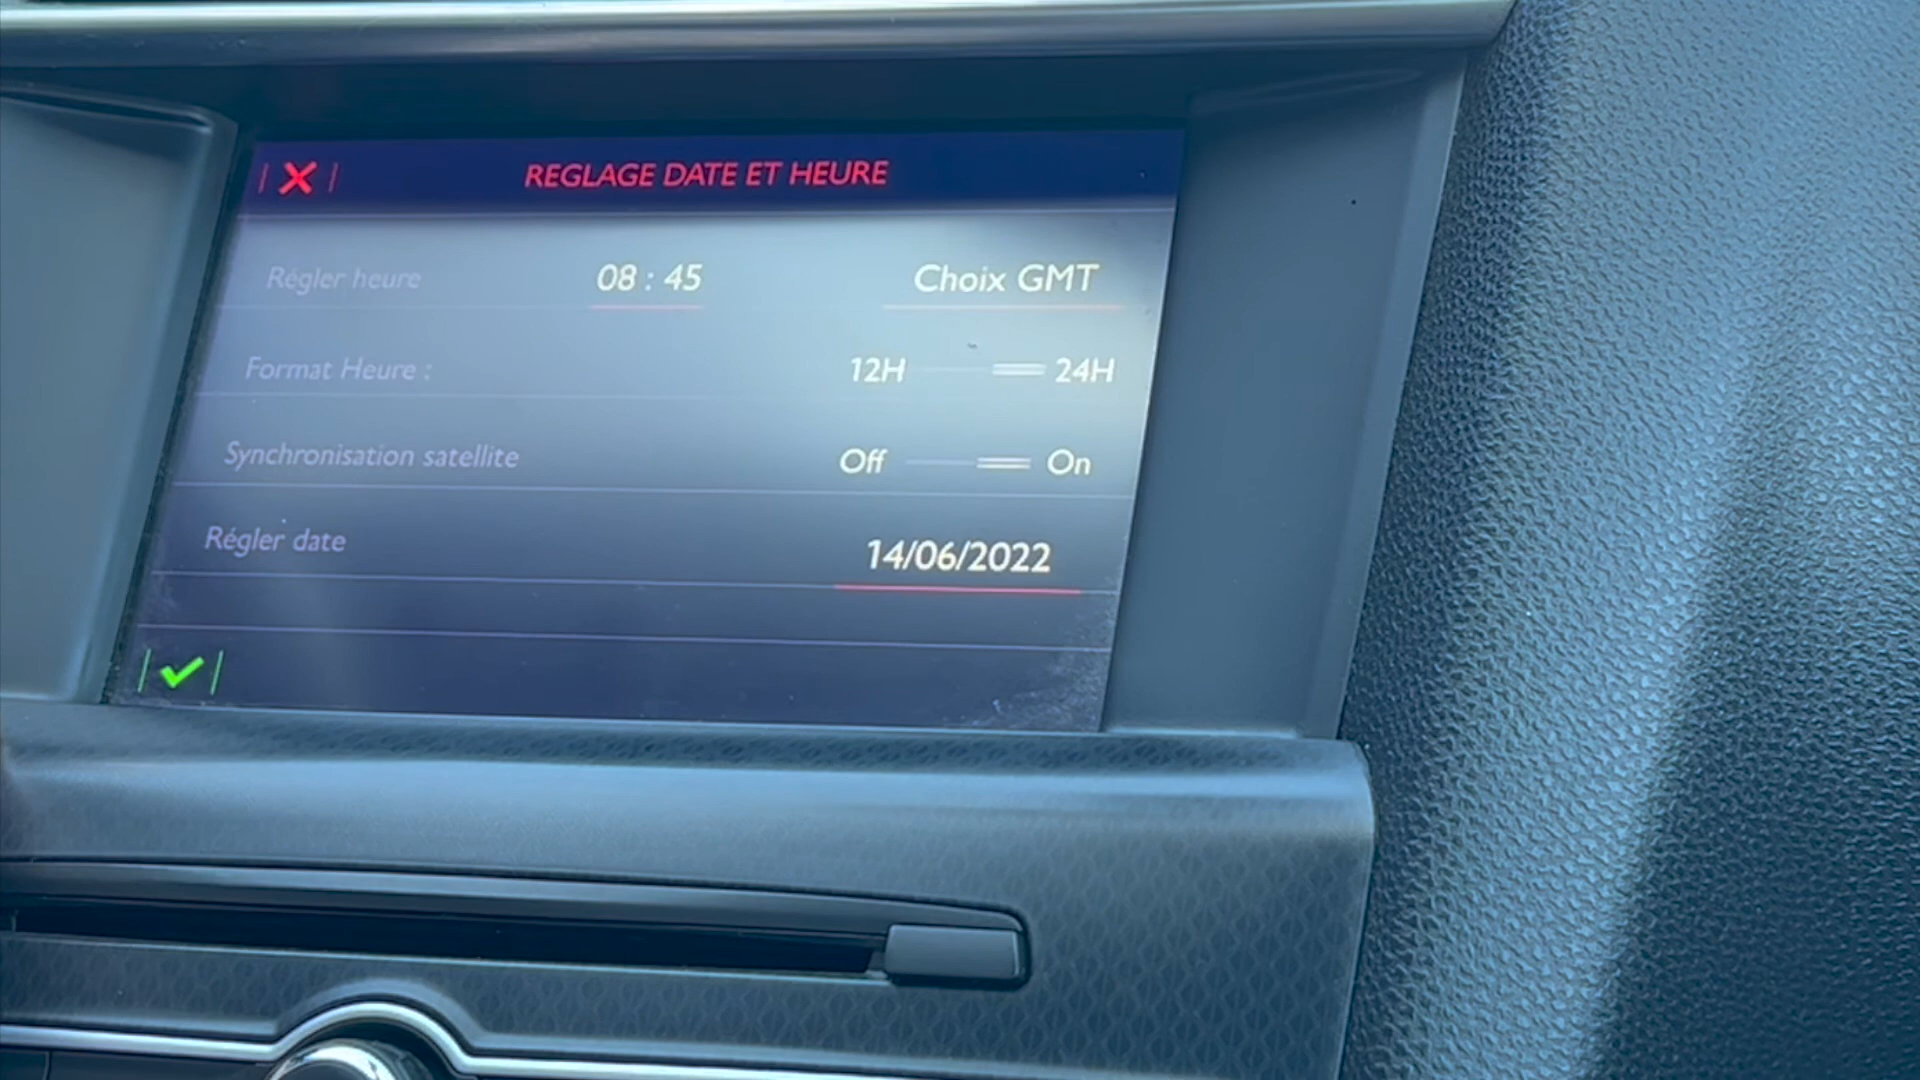 REGLAGE DATE ET HEURE
Régler heure 08 : 45 Choix GMT
Format Heure : 12H 24H
Synchronisation satellite Off On
Régler date 14/06/2022